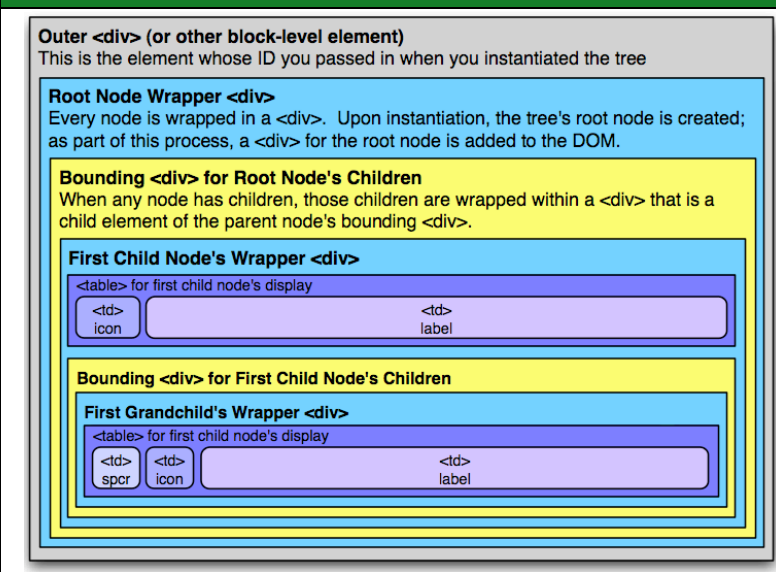 Outer <div> (or other block-level element)
This is the element whose ID you passed in when you instantiated the tree
Root Node Wrapper <div>
Every node is wrapped in a <div>. Upon instantiation, the tree's root node is created;
as part of this process, a <div> for the root node is added to the DOM.
Bounding <div> for Root Node's Children
When any node has children, those children are wrapped within a <div> that is a
child element of the parent node's bounding <div>.
First Child Node's Wrapper <div>
<table> for first child node's display
<td> <td>
icon label
Bounding <div> for First Child Node's Children
First Grandchild's Wrapper <div>
<table> for first child node's display
<td> <td> <td>
spcr icon label